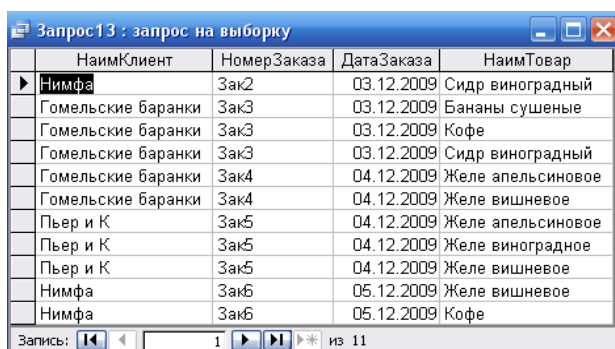 Запрос13 : запрос на выборку
НаимКлиент НомерЗаказа ДатаЗаказа НаимТовар
Нимфа Зак2 03.12.2009 Сидр виноградный
Гомельские баранки Зак3 03.12.2009 Бананы сушеные
Гомельские баранки Зак3 03.12.2009 Кофе
Гомельские баранки Зак3 03.12.2009 Сидр виноградный
Гомельские баранки Зак4 04.12.2009 Желе апельсиновое
Гомельские баранки Зак4 04.12.2009 Желе вишневое
Пьер и К Зак5 04.12.2009 Желе апельсиновое
Пьер и К Зак5 04.12.2009 Желе виноградное
Пьер и К Зак5 04.12.2009 Желе вишневое
Нимфа Зак6 05.12.2009 Желе вишневое
Нимфа Зак6 05.12.2009 Кофе
Запись: 1 из 11